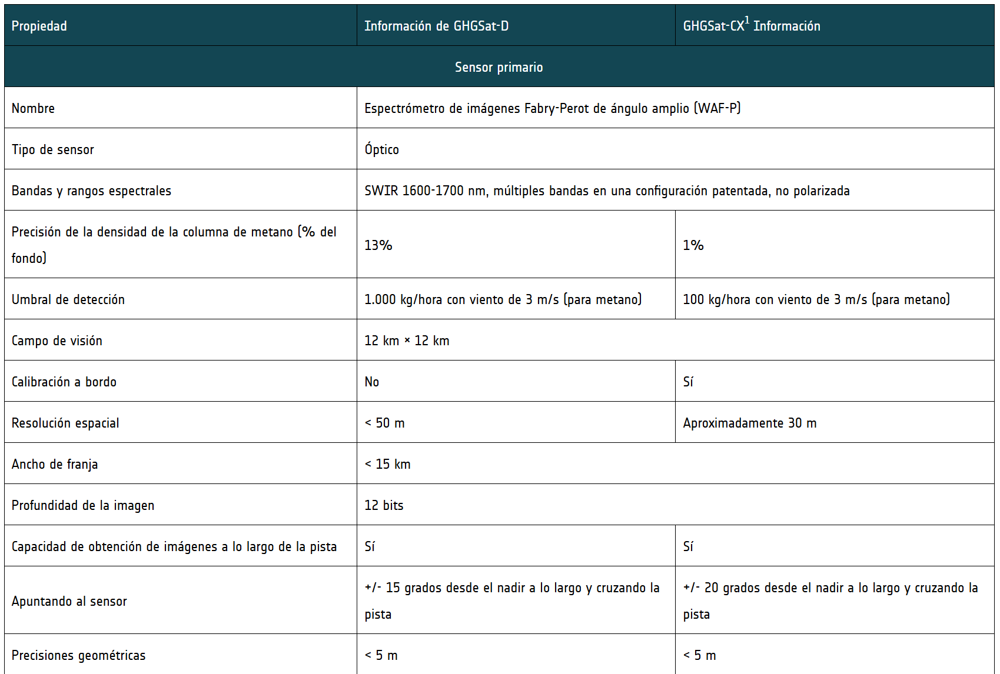 Propiedad
Información de GHGSat-D
GHGSat-CX1 Información
Sensor primario
Nombre
Espectrómetro de imágenes Fabry-Perot de ángulo amplio (WAF-P)
Tipo de sensor
Óptico
Bandas y rangos espectrales
SWIR 1600-1700 nm, múltiples bandas en una configuración patentada, no polarizada
Precisión de la densidad de la columna de metano (% del
fondo)
13%
1%
Umbral de detección
1.000 kg/hora con viento de 3 m/s (para metano)
100 kg/hora con viento de 3 m/s (para metano)
Campo de visión
12 km × 12 km
Calibración a bordo
No
Sí
Resolución espacial
< 50 m
Aproximadamente 30 m
Ancho de franja
< 15 km
Profundidad de la imagen
12 bits
Capacidad de obtención de imágenes a lo largo de la pista
Sí
Sí
Apuntando al sensor
+/- 15 grados desde el nadir a lo largo y cruzando la
pista
+/- 20 grados desde el nadir a lo largo y cruzando la
pista
Precisiones geométricas
< 5 m
< 5 m